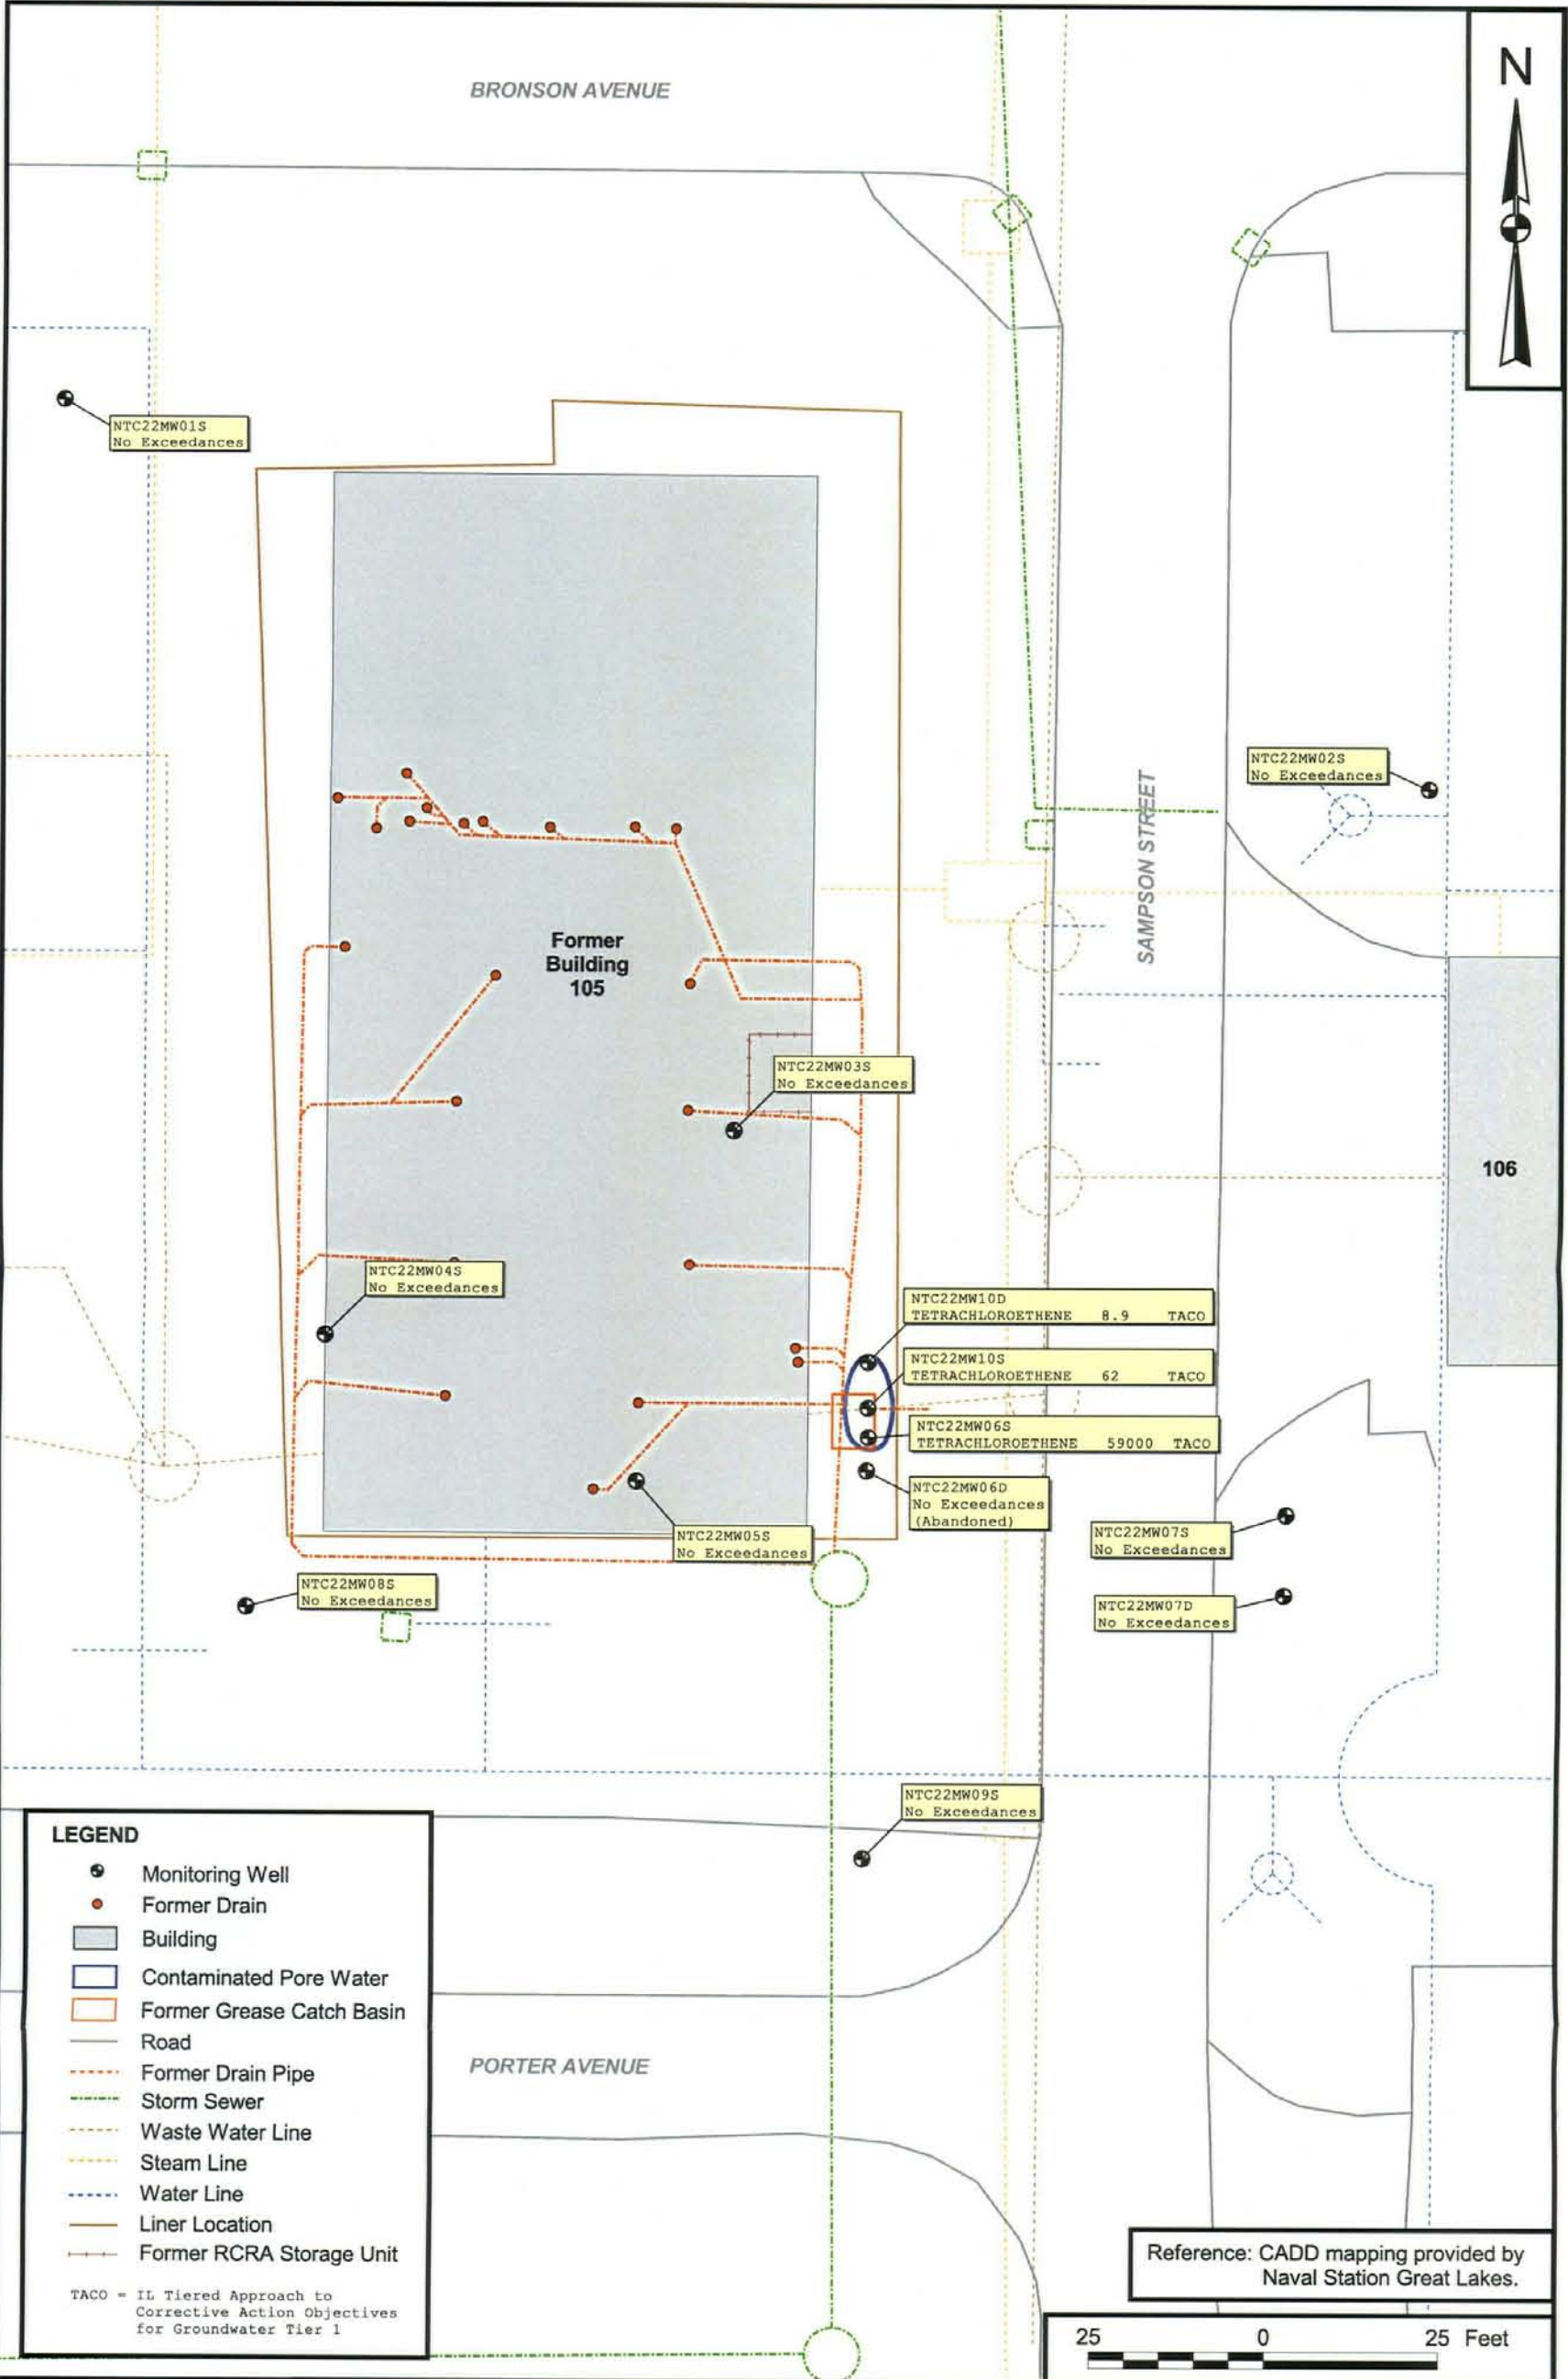 BRONSON AVENUE
N
NTC22MW01S
No Exceedances
NTC22MW02S
No Exceedances
SAMPSON STREET
Former
Building
105
NTC22MW03S
No Exceedances
106
NTC22MW04S
No Exceedances
NTC22MW10D
TETRACHLOROETHENE 8.9 TACO
NTC22MW10S
TETRACHLOROETHENE 62 TACO
NTC22MW06S
TETRACHLOROETHENE 59000 TACO
NTC22MW06D
No Exceedances
(Abandoned)
NTC22MW05S
No Exceedances
NTC22MW07S
No Exceedances
NTC22MW08S
No Exceedances
NTC22MW07D
No Exceedances
NTC22MW09S
No Exceedances
LEGEND
Monitoring Well
Former Drain
Building
Contaminated Pore Water
Former Grease Catch Basin
Road
Former Drain Pipe
Storm Sewer
Waste Water Line
Steam Line
Water Line
Liner Location
Former RCRA Storage Unit
TACO = IL Tiered Approach to
Corrective Action Objectives
for Groundwater Tier 1
PORTER AVENUE
Reference: CADD mapping provided by
Naval Station Great Lakes.
25 0 25 Feet